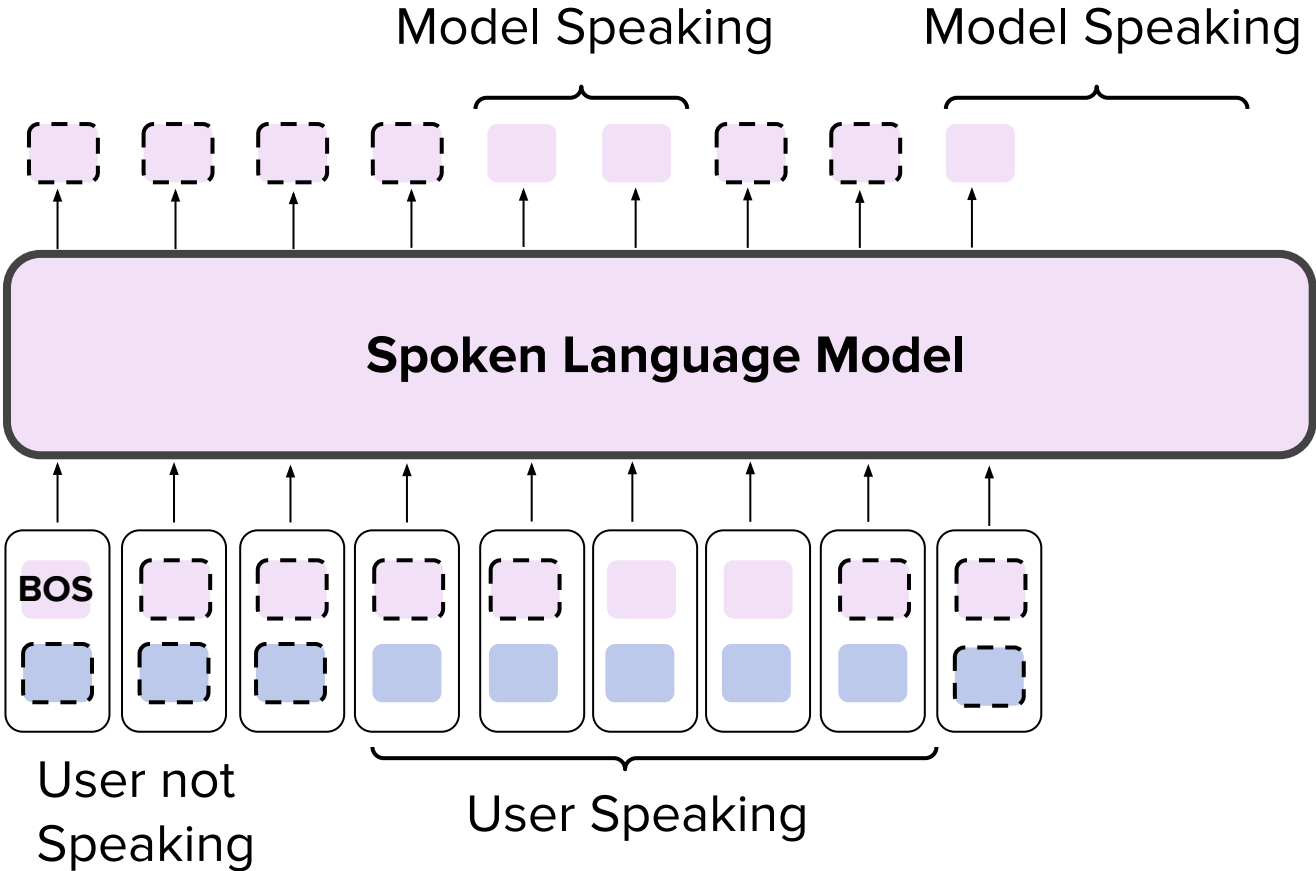 Model Speaking
Model Speaking
Spoken Language Model
BOS
User not
Speaking
User Speaking